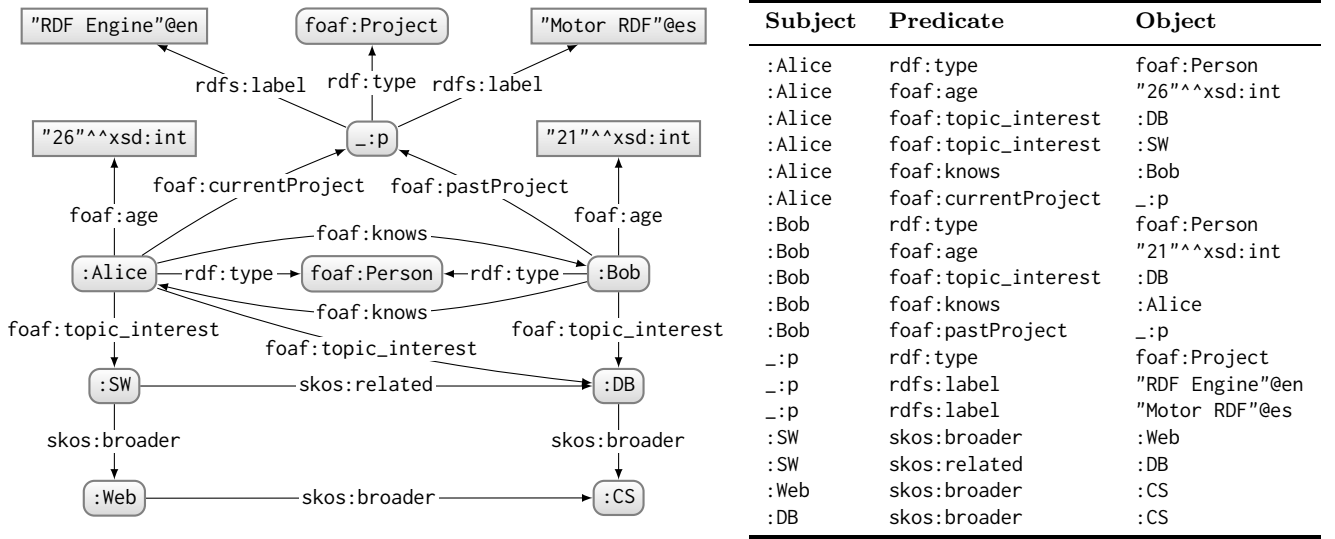 "RDF Engine"@en foaf:Project "Motor RDF"@es
rdfs:label rdf:type rdfs:label
"26"^^xsd:int _:p "21"^^xsd:int
foaf:currentProject foaf:pastProject
foaf:age foaf:age
foaf:knows
:Alice rdf:type foaf:Person rdf:type :Bob
foaf:knows
foaf:topic_interest foaf:topic_interest
foaf:topic_interest
:SW skos:related :DB
skos:broader skos:broader
:Web skos:broader :CS
Subject Predicate Object
:Alice rdf:type foaf:Person
:Alice foaf:age "26"^^xsd:int
:Alice foaf:topic_interest :DB
:Alice foaf:topic_interest :SW
:Alice foaf:knows :Bob
:Alice foaf:currentProject _:p
:Bob rdf:type foaf:Person
:Bob foaf:age "21"^^xsd:int
:Bob foaf:topic_interest :DB
:Bob foaf:knows :Alice
:Bob foaf:pastProject _:p
_:p rdf:type foaf:Project
_:p rdfs:label "RDF Engine"@en
_:p rdfs:label "Motor RDF"@es
:SW skos:broader :Web
:SW skos:related :DB
:Web skos:broader :CS
:DB skos:broader :CS